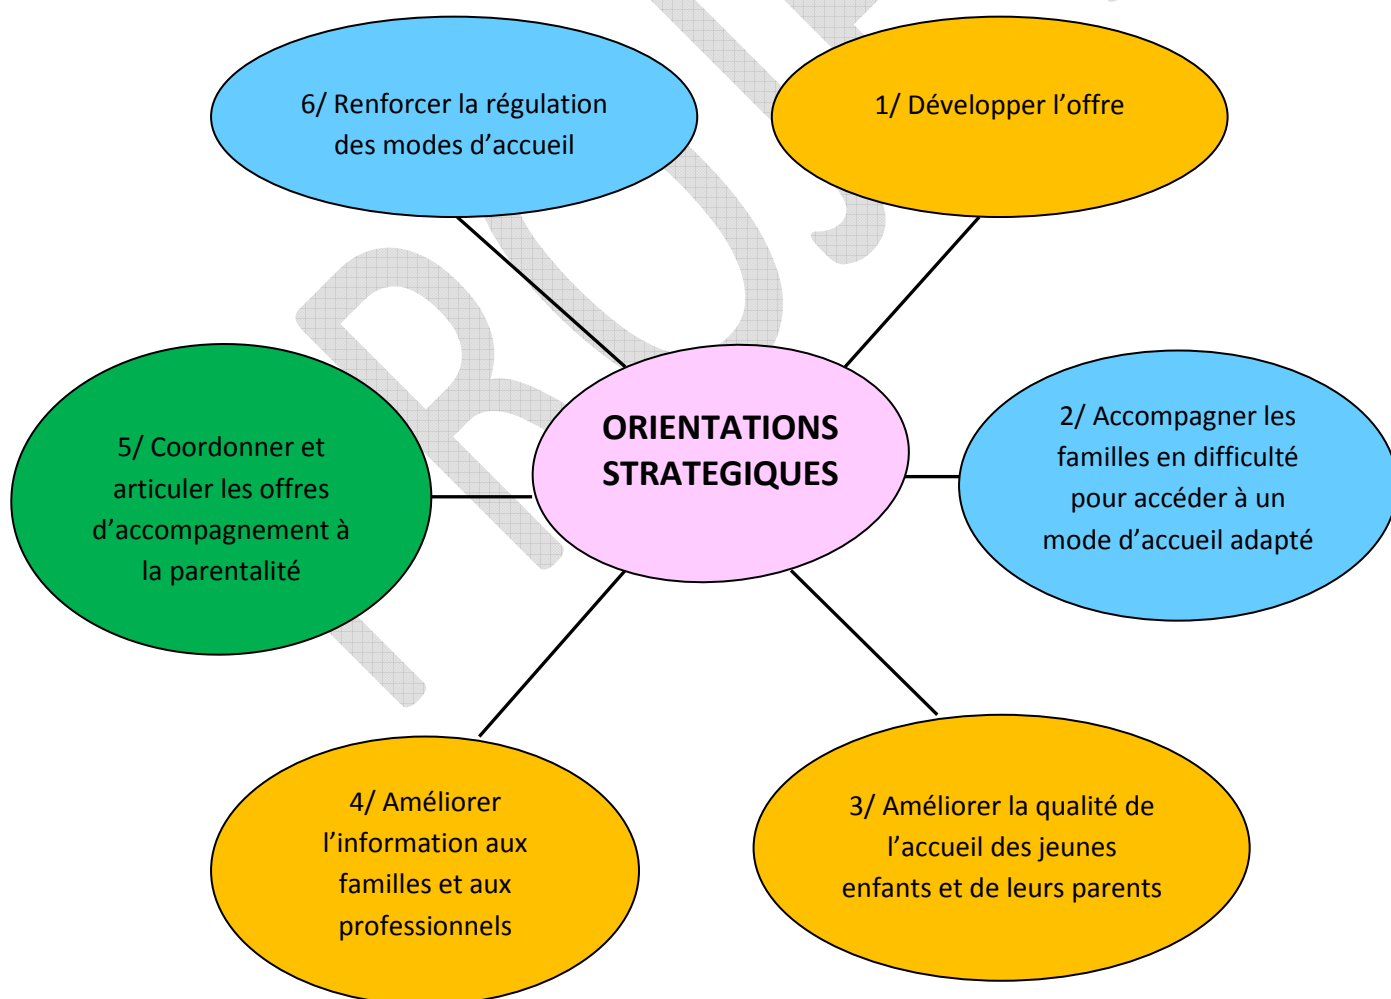 6/ Renforcer la régulation
des modes d’accueil
1/ Développer l’offre
ORIENTATIONS
STRATEGIQUES
2/ Accompagner les
familles en difficulté
pour accéder à un
mode d’accueil adapté
5/ Coordonner et
articuler les offres
d’accompagnement à
la parentalité
4/ Améliorer
l’information aux
familles et aux
professionnels
3/ Améliorer la qualité de
l’accueil des jeunes
enfants et de leurs parents